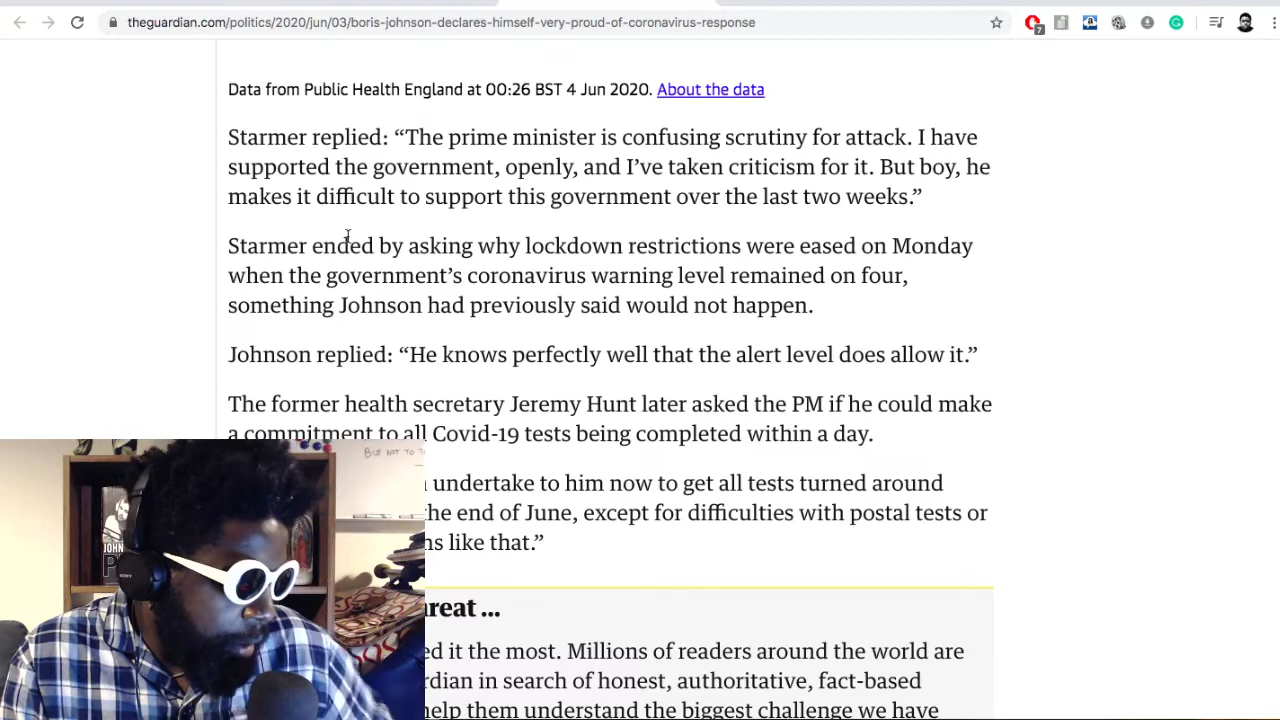 theguardian.com/politics/2020/jun/03/boris-johnson-declares-himself-very-proud-of-coronavirus-response
7
Data from Public Health England at 00:26 BST 4 Jun 2020. About the data
Starmer replied: “The prime minister is confusing scrutiny for attack. I have
supported the government, openly, and I’ve taken criticism for it. But boy, he
makes it difficult to support this government over the last two weeks.”
Starmer ended by asking why lockdown restrictions were eased on Monday
when the government’s coronavirus warning level remained on four,
something Johnson had previously said would not happen.
Johnson replied: “He knows perfectly well that the alert level does allow it.”
The former health secretary Jeremy Hunt later asked the PM if he could make
a commitment to all Covid-19 tests being completed within a day.
undertake to him now to get all tests turned around
the end of June, except for difficulties with postal tests or
like that.”
...
it the most. Millions of readers around the world are
in search of honest, authoritative, fact-based
help them understand the biggest challenge we have
BUT NOT TO
JOHN